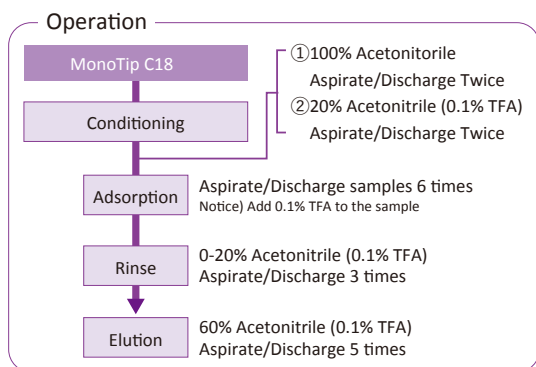 Operation
MonoTip C18
①100% Acetonitorile
Aspirate/Discharge Twice
②20% Acetonitrile (0.1% TFA)
Aspirate/Discharge Twice
Conditioning
Adsorption
Aspirate/Discharge samples 6 times
Notice) Add 0.1% TFA to the sample
Rinse
0-20% Acetonitrile (0.1% TFA)
Aspirate/Discharge 3 times
Elution
60% Acetonitrile (0.1% TFA)
Aspirate/Discharge 5 times